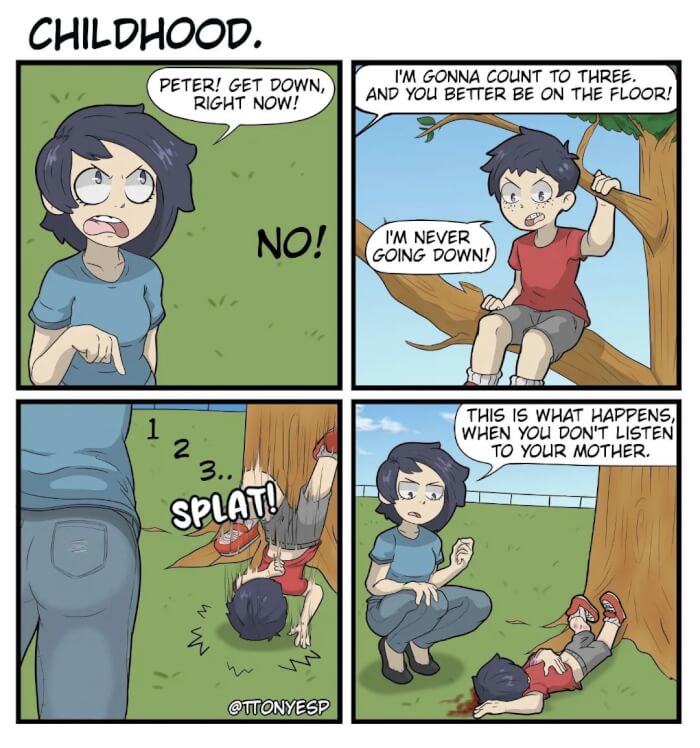 CHILDHOOD.
PETER! GET DOWN,
RIGHT NOW!
NO!
I'M GONNA COUNT TO THREE.
AND YOU BETTER BE ON THE FLOOR!
I'M NEVER
GOING DOWN!
1
2
3..
SPLAT!
@TTONYESP
THIS IS WHAT HAPPENS,
WHEN YOU DON'T LISTEN
TO YOUR MOTHER.